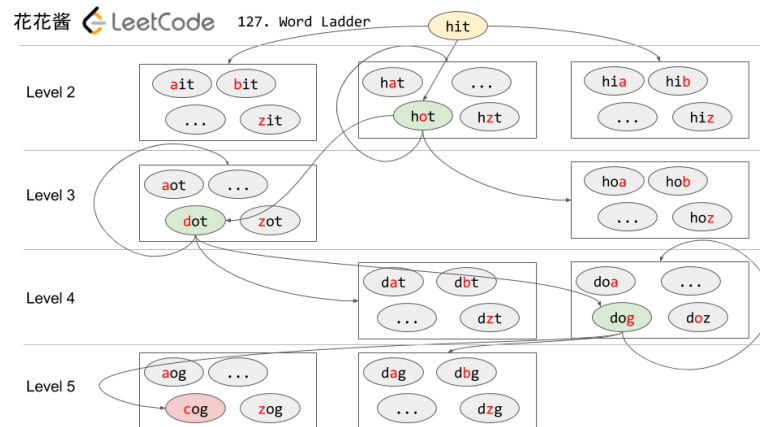 花花酱 LeetCode 127. Word Ladder
hit
Level 2
ait bit
... zit
hat ...
hot hzt
hia hib
... hiz
Level 3
aot ...
dot zot
hoa hob
... hoz
Level 4
dat dbt
... dzt
doa ...
dog doz
Level 5
aog ...
cog zog
dag dbg
... dzg